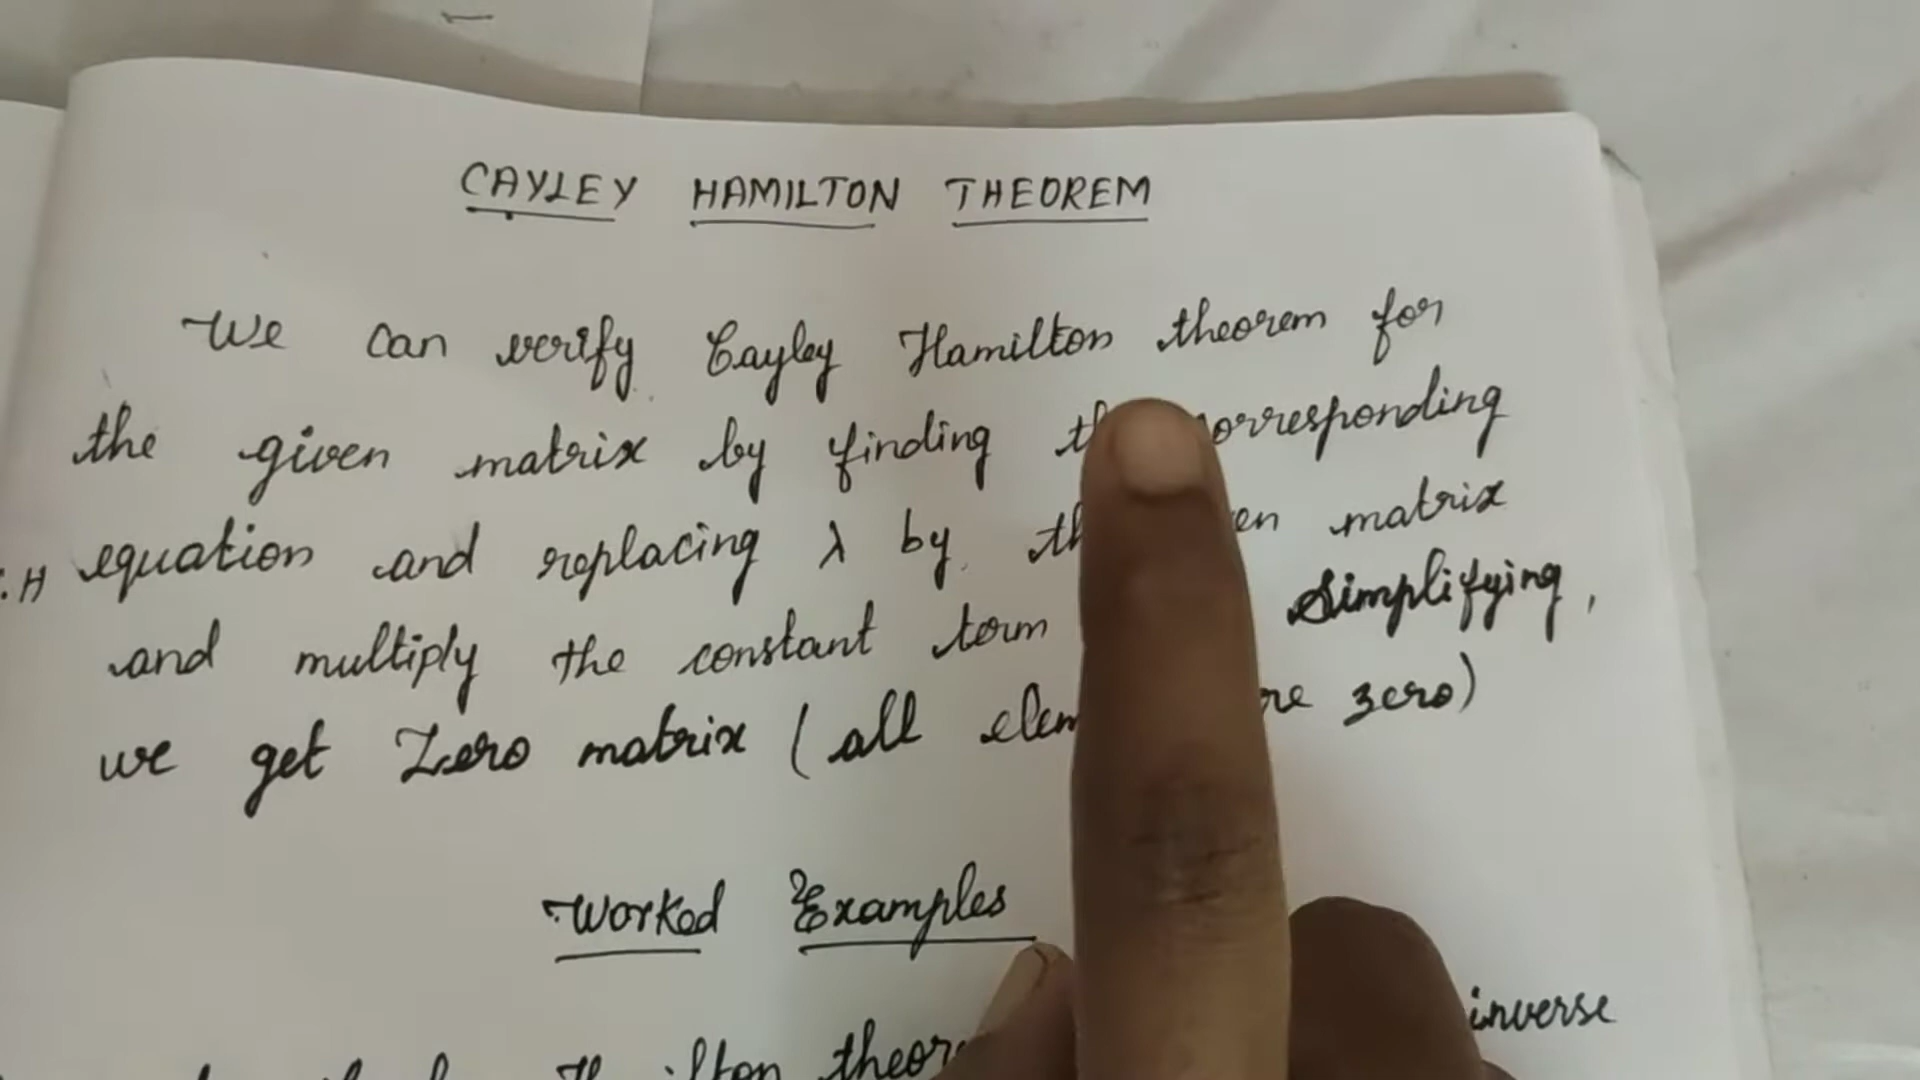 CAYLEY HAMILTON THEOREM
We can verify Cayley Hamilton theorem for
the given matrix by finding corresponding
equation and replacing λ by matrix
.H
and multiply the constant term simplifying,
we get Zero matrix (all zero)
Worked Examples
inverse